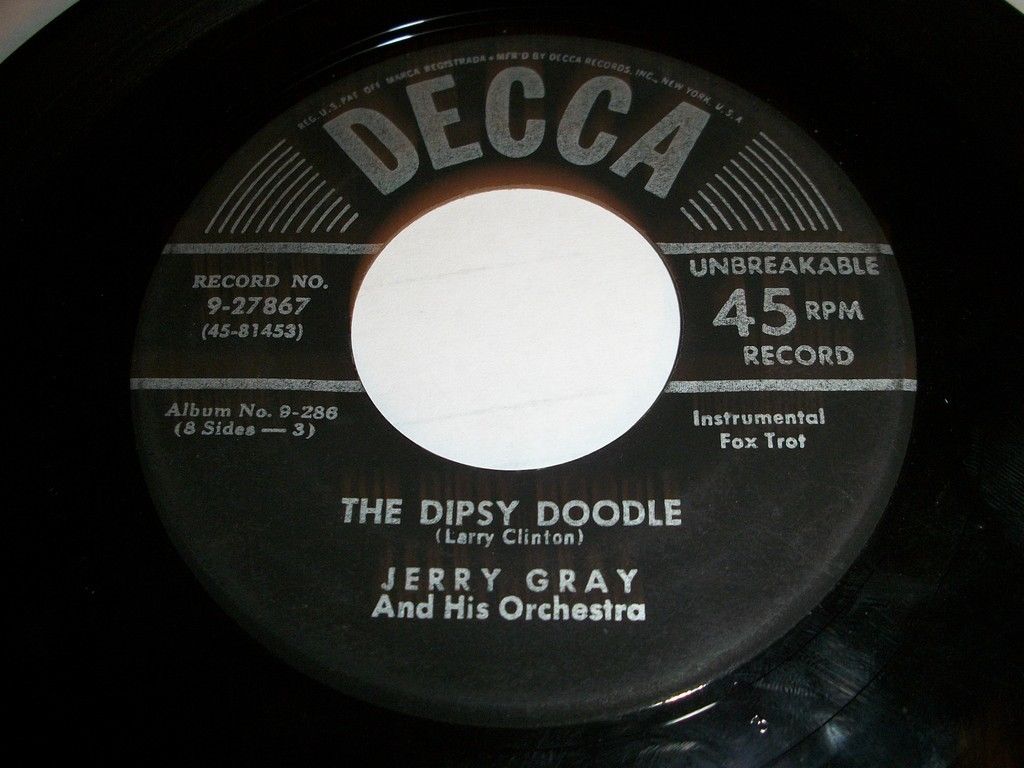 REG. U.S. PAT. OFF. MARCA REGISTRADA • MF'R'D BY DECCA RECORDS, INC., NEW YORK, U.S.A.
DECCA
RECORD NO.
9-27867
(45-81453)
UNBREAKABLE
45 RPM
RECORD
Album No. 9-286
(8 Sides — 3)
Instrumental
Fox Trot
THE DIPSY DOODLE
(Larry Clinton)
JERRY GRAY
And His Orchestra